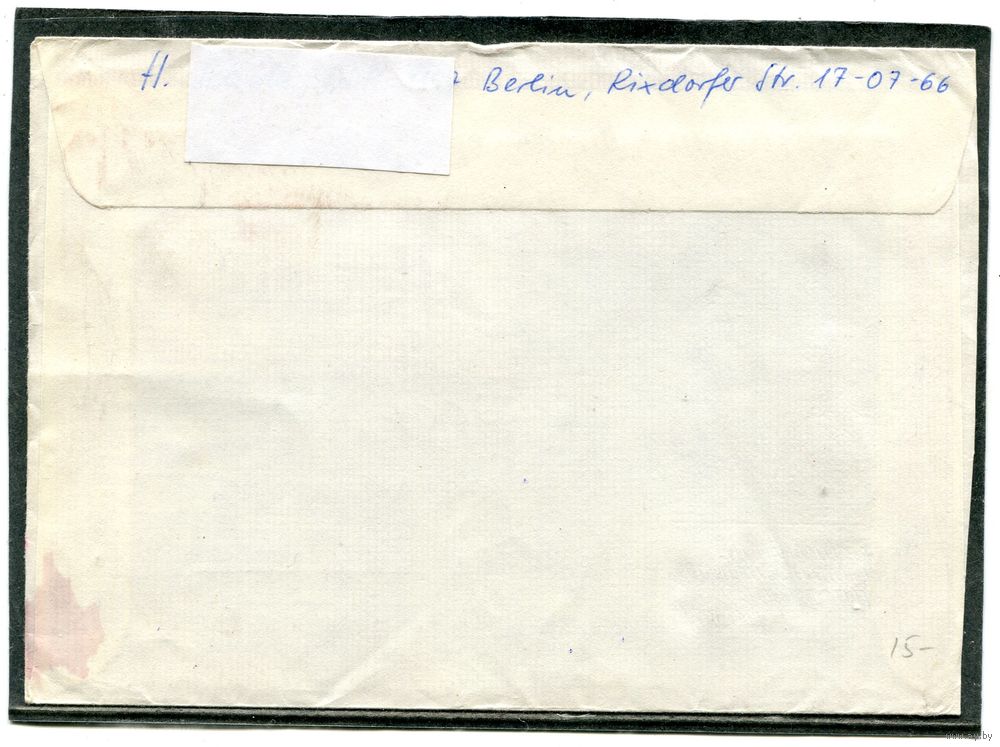 H. Berlin, Rixdorfer Str. 17-07-66
15-